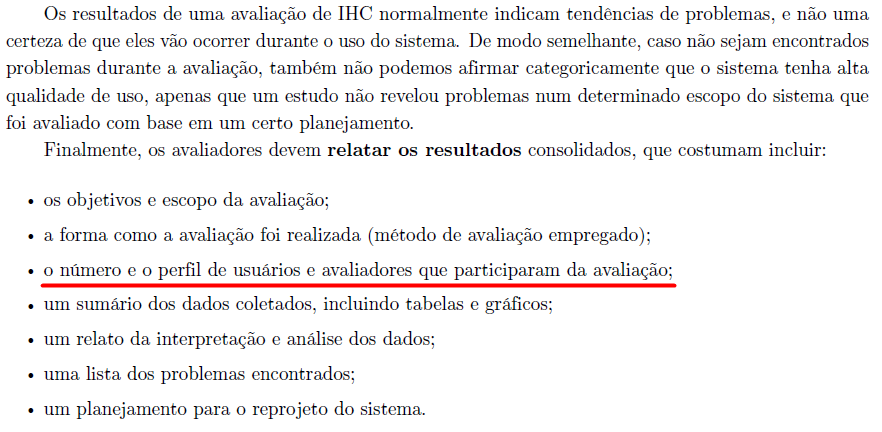 Os resultados de uma avaliação de IHC normalmente indicam tendências de problemas, e não uma
certeza de que eles vão ocorrer durante o uso do sistema. De modo semelhante, caso não sejam encontrados
problemas durante a avaliação, também não podemos afirmar categoricamente que o sistema tenha alta
qualidade de uso, apenas que um estudo não revelou problemas num determinado escopo do sistema que
foi avaliado com base em um certo planejamento.
Finalmente, os avaliadores devem relatar os resultados consolidados, que costumam incluir:
• os objetivos e escopo da avaliação;
• a forma como a avaliação foi realizada (método de avaliação empregado);
• o número e o perfil de usuários e avaliadores que participaram da avaliação;
• um sumário dos dados coletados, incluindo tabelas e gráficos;
• um relato da interpretação e análise dos dados;
• uma lista dos problemas encontrados;
• um planejamento para o reprojeto do sistema.